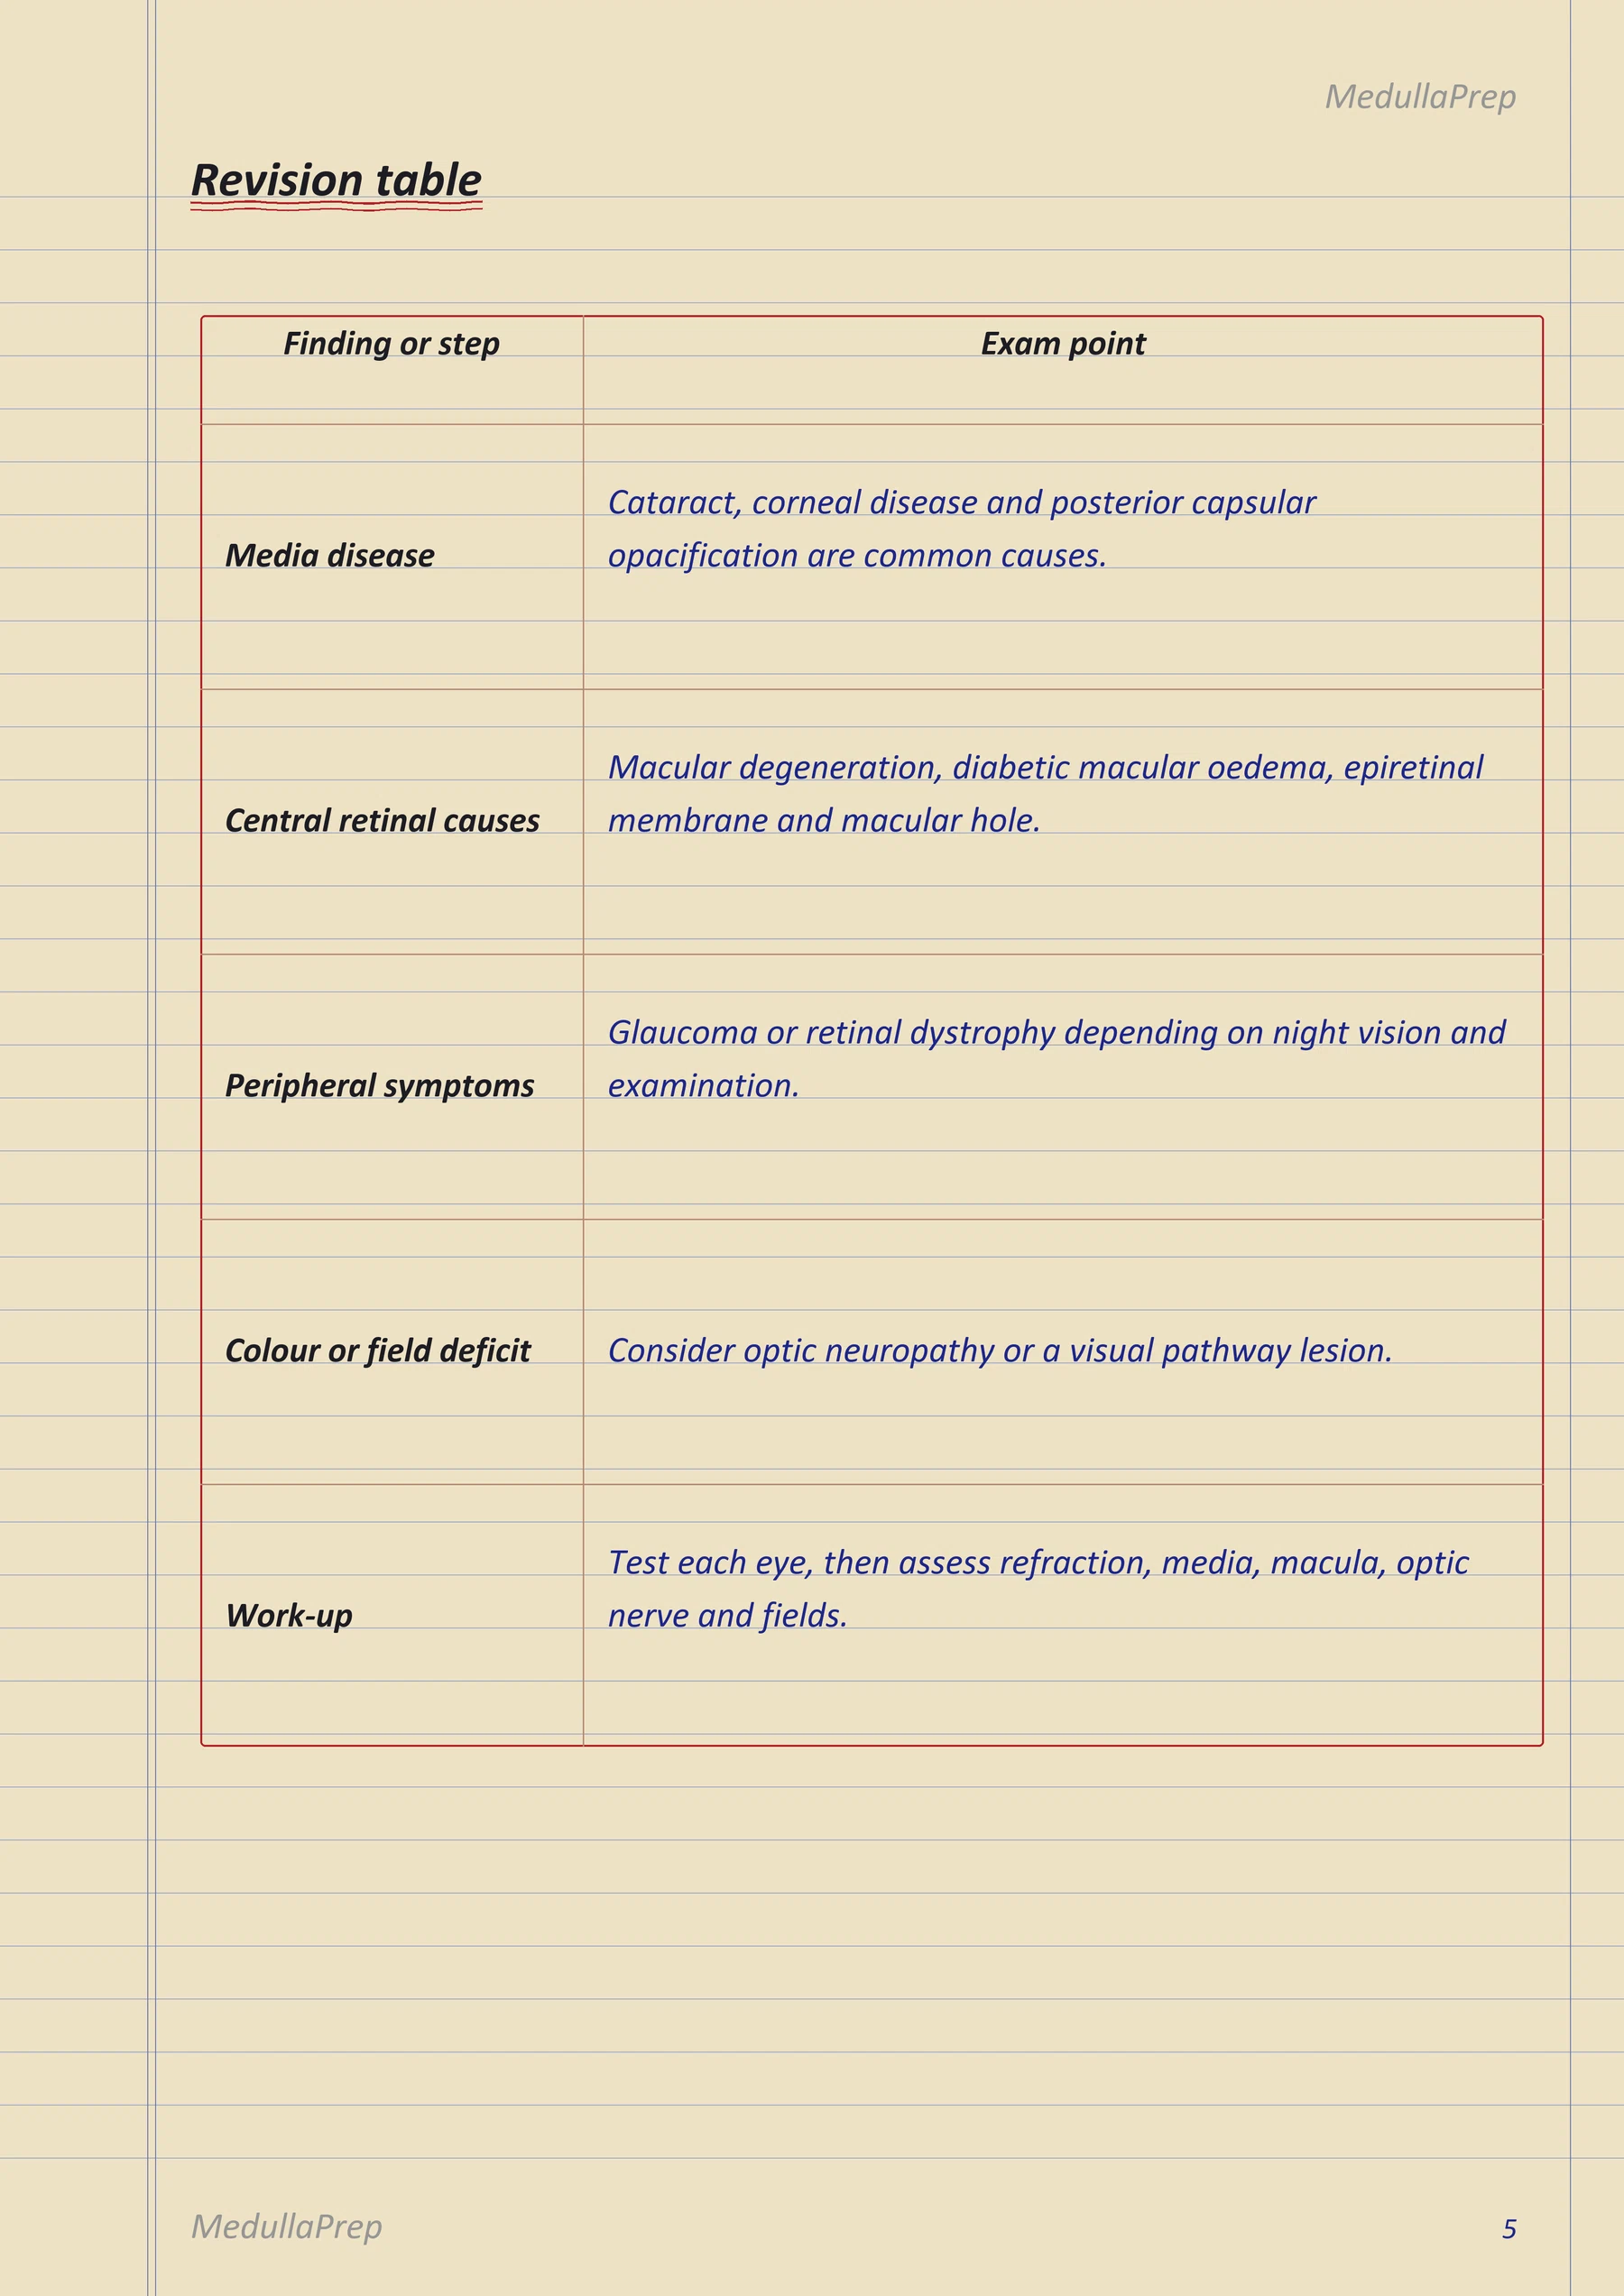 MedullaPrep
Revision table
Finding or step
Exam point
Media disease
Cataract, corneal disease and posterior capsular
opacification are common causes.
Central retinal causes
Macular degeneration, diabetic macular oedema, epiretinal
membrane and macular hole.
Peripheral symptoms
Glaucoma or retinal dystrophy depending on night vision and
examination.
Colour or field deficit
Consider optic neuropathy or a visual pathway lesion.
Work-up
Test each eye, then assess refraction, media, macula, optic
nerve and fields.
MedullaPrep
5